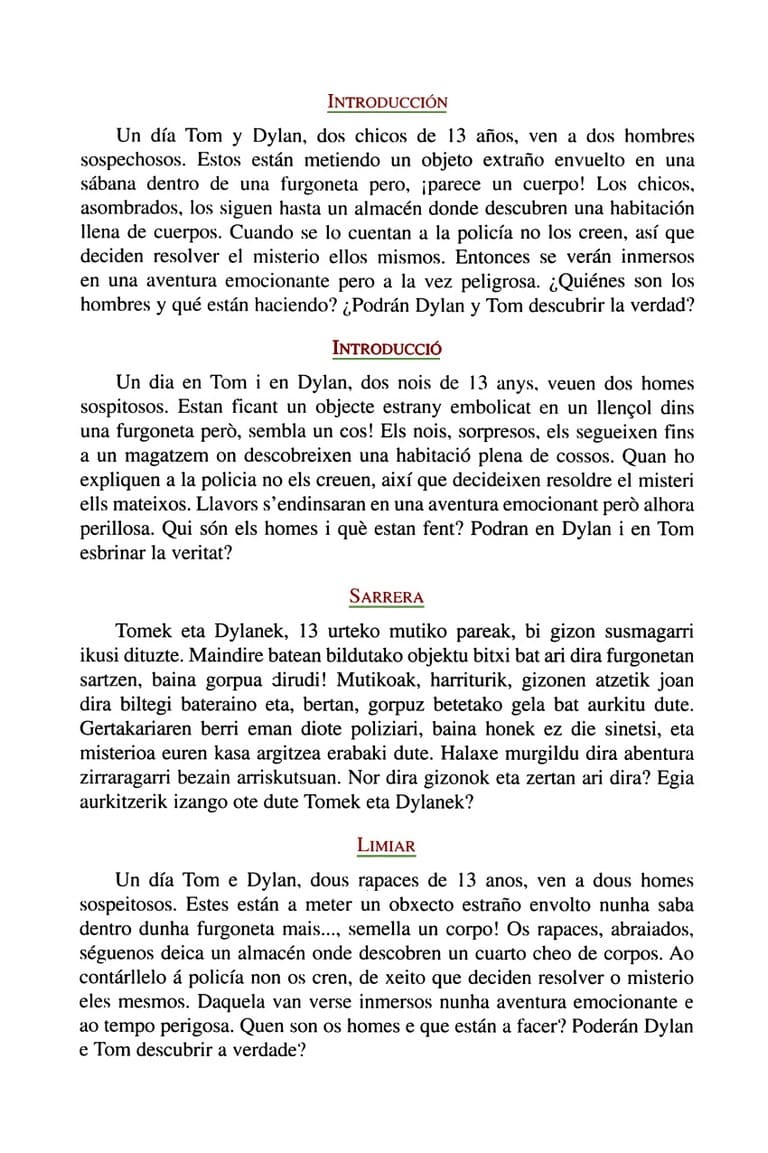 INTRODUCCIÓN
Un día Tom y Dylan, dos chicos de 13 años, ven a dos hombres
sospechosos. Estos están metiendo un objeto extraño envuelto en una
sábana dentro de una furgoneta pero, ¡parece un cuerpo! Los chicos,
asombrados, los siguen hasta un almacén donde descubren una habitación
llena de cuerpos. Cuando se lo cuentan a la policía no los creen, así que
deciden resolver el misterio ellos mismos. Entonces se verán inmersos
en una aventura emocionante pero a la vez peligrosa. ¿Quiénes son los
hombres y qué están haciendo? ¿Podrán Dylan y Tom descubrir la verdad?
INTRODUCCIÓ
Un dia en Tom i en Dylan, dos nois de 13 anys, veuen dos homes
sospitosos. Estan ficant un objecte estrany embolicat en un llençol dins
una furgoneta però, sembla un cos! Els nois, sorpresos, els segueixen fins
a un magatzem on descobreixen una habitació plena de cossos. Quan ho
expliquen a la policia no els creuen, així que decideixen resoldre el misteri
ells mateixos. Llavors s'endinsaran en una aventura emocionant però alhora
perillosa. Qui són els homes i què estan fent? Podran en Dylan i en Tom
esbrinar la veritat?
SARRERA
Tomek eta Dylanek, 13 urteko mutiko pareak, bi gizon susmagarri
ikusi dituzte. Maindire batean bildutako objektu bitxi bat ari dira furgonetan
sartzen, baina gorpua dirudi! Mutikoak, harriturik, gizonen atzetik joan
dira biltegi bateraino eta, bertan, gorpuz betetako gela bat aurkitu dute.
Gertakariaren berri eman diote poliziari, baina honek ez die sinetsi, eta
misterioa euren kasa argitzea erabaki dute. Halaxe murgildu dira abentura
zirraragarri bezain arriskutsuan. Nor dira gizonok eta zertan ari dira? Egia
aurkitzerik izango ote dute Tomek eta Dylanek?
LIMIAR
Un día Tom e Dylan, dous rapaces de 13 anos, ven a dous homes
sospeitosos. Estes están a meter un obxecto estraño envolto nunha saba
dentro dunha furgoneta mais..., semella un corpo! Os rapaces, abraiados,
séguenos deica un almacén onde descobren un cuarto cheo de corpos. Ao
contárllelo á policía non os cren, de xeito que deciden resolver o misterio
eles mesmos. Daquela van verse inmersos nunha aventura emocionante e
ao tempo perigosa. Quen son os homes e que están a facer? Poderán Dylan
e Tom descubrir a verdade?